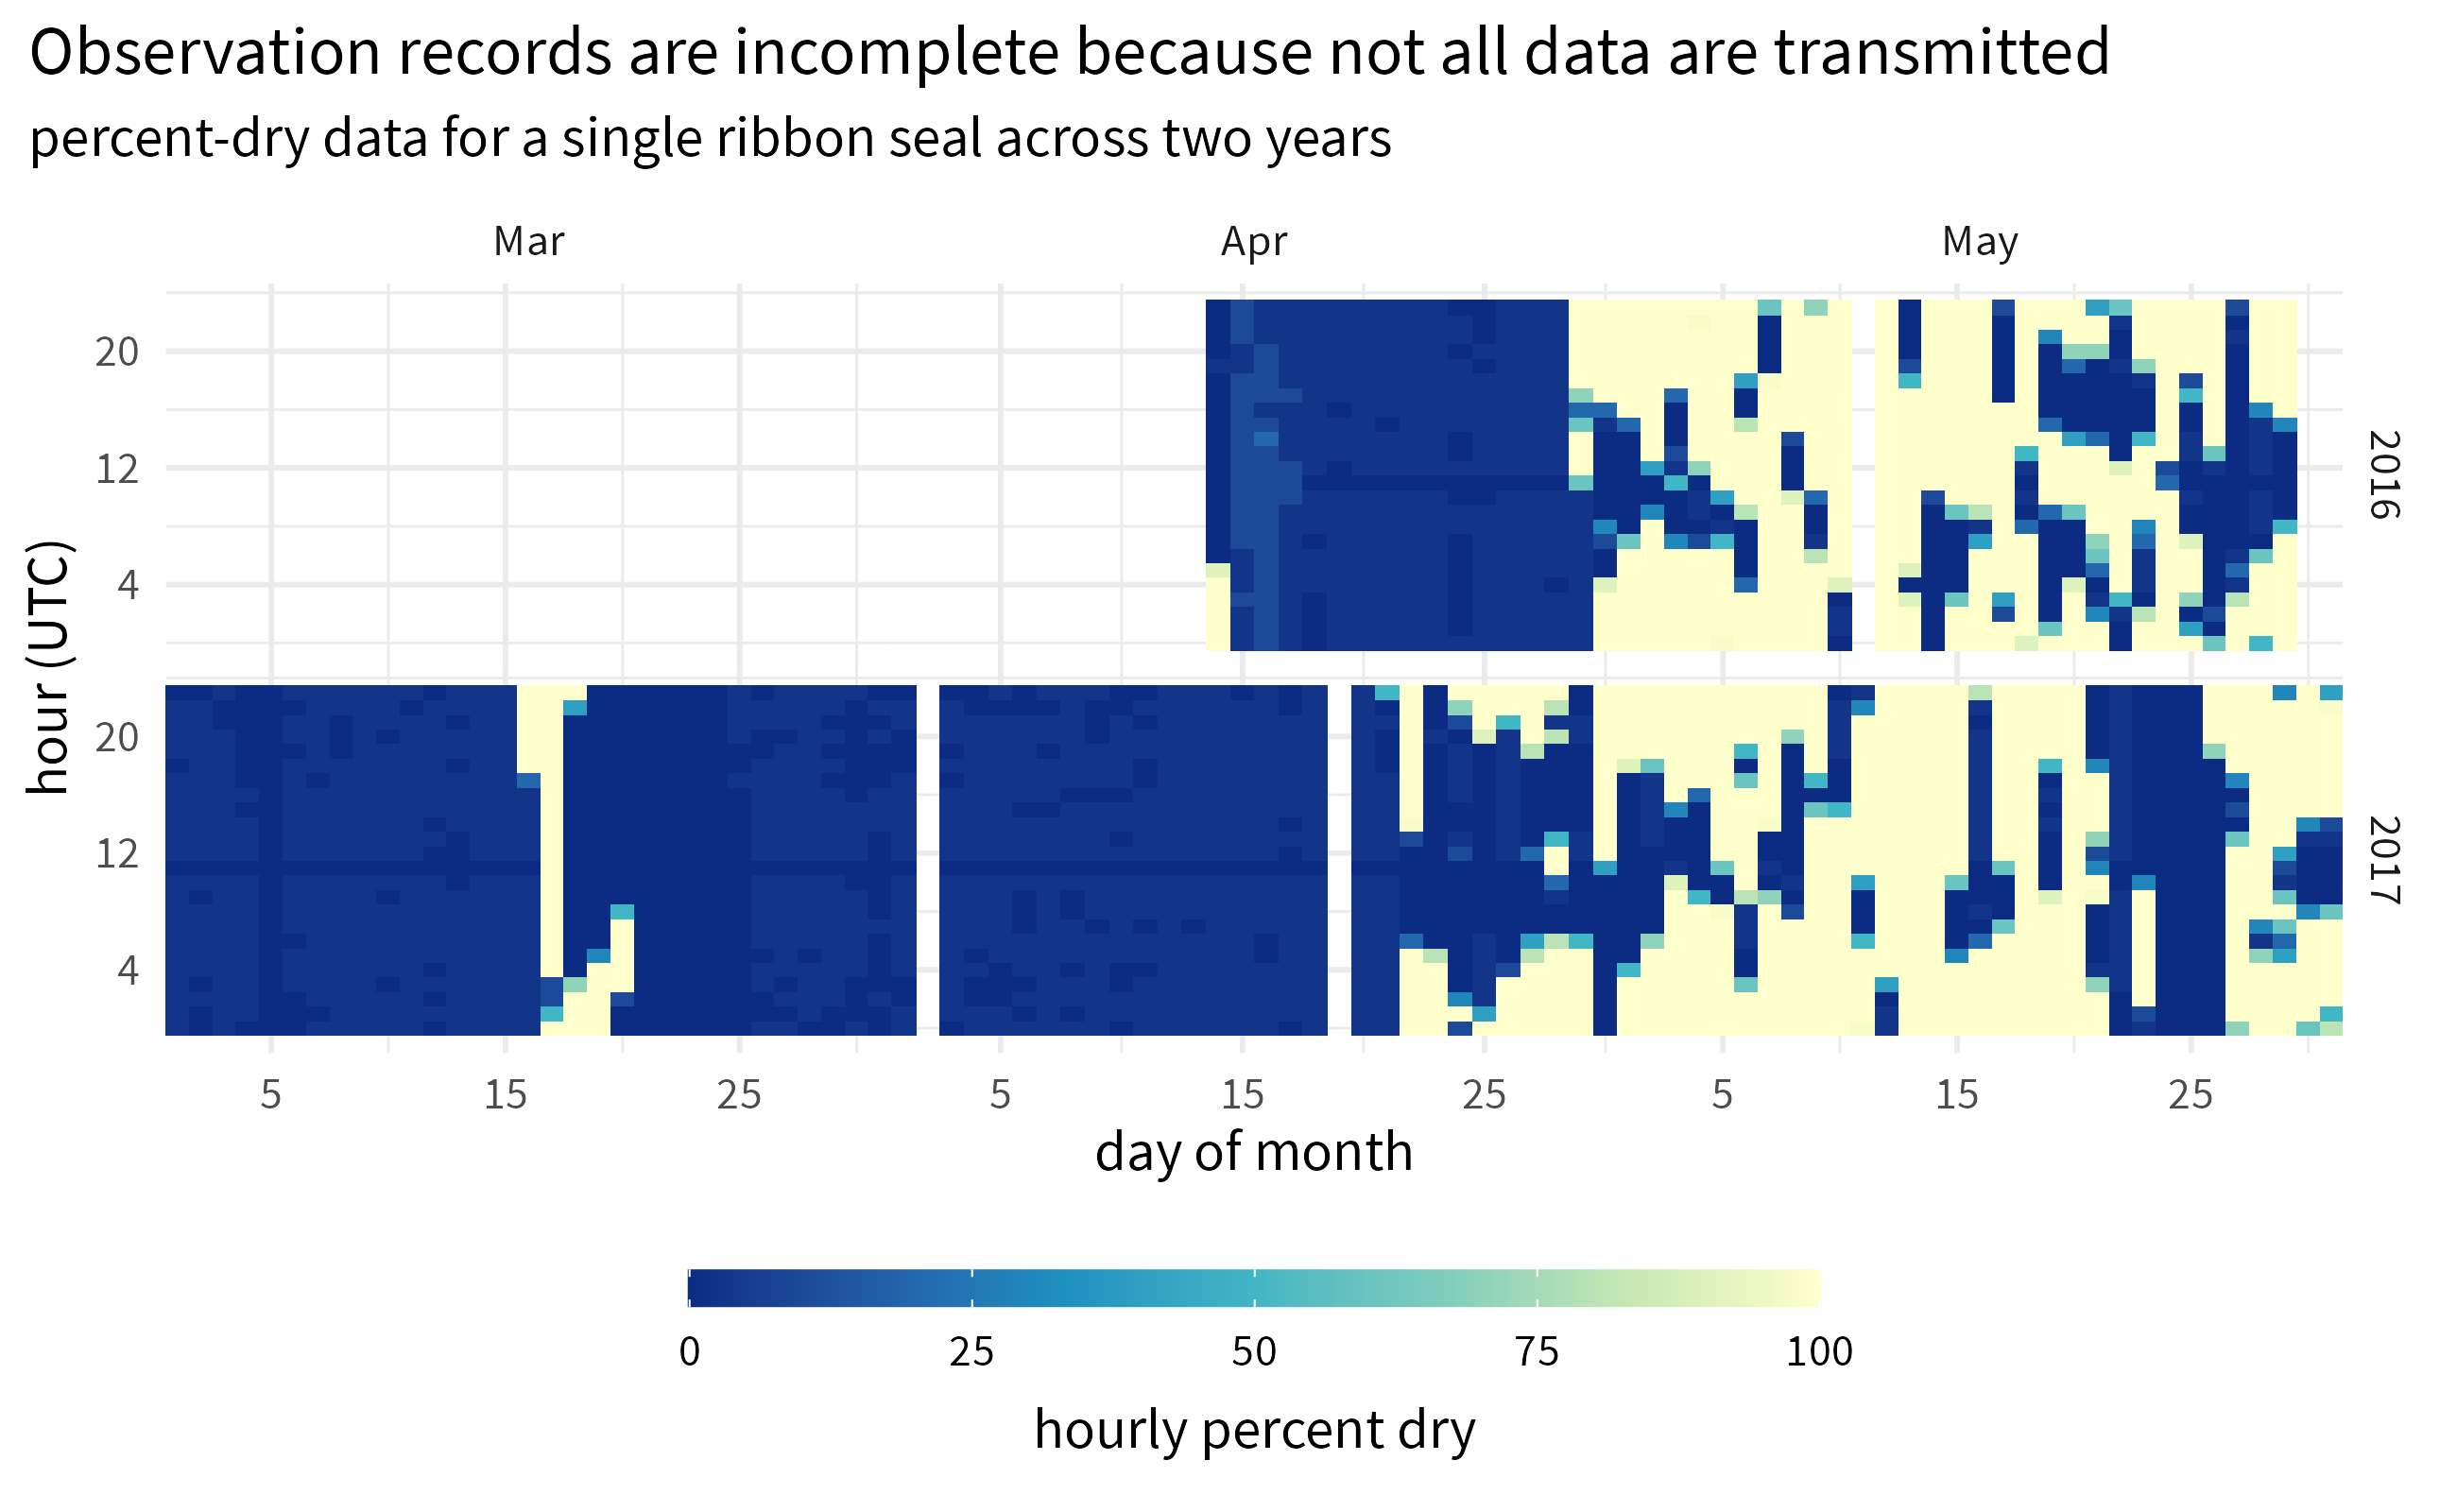 Observation records are incomplete because not all data are transmitted
percent-dry data for a single ribbon seal across two years
Mar Apr May
20
12
4
2016
hour (UTC)
20
12
4
2017
5 15 25 5 15 25 5 15 25
day of month
0 25 50 75 100
hourly percent dry